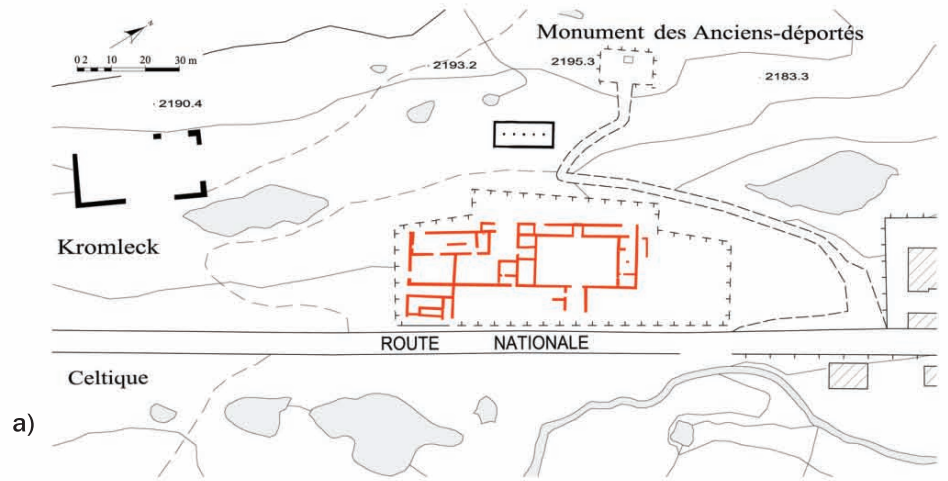 Monument des Anciens-déportés
N
0 2 10 20 30 m
2193.2
2195.3
2183.3
2190.4
Kromleck
ROUTE NATIONALE
Celtique
a)